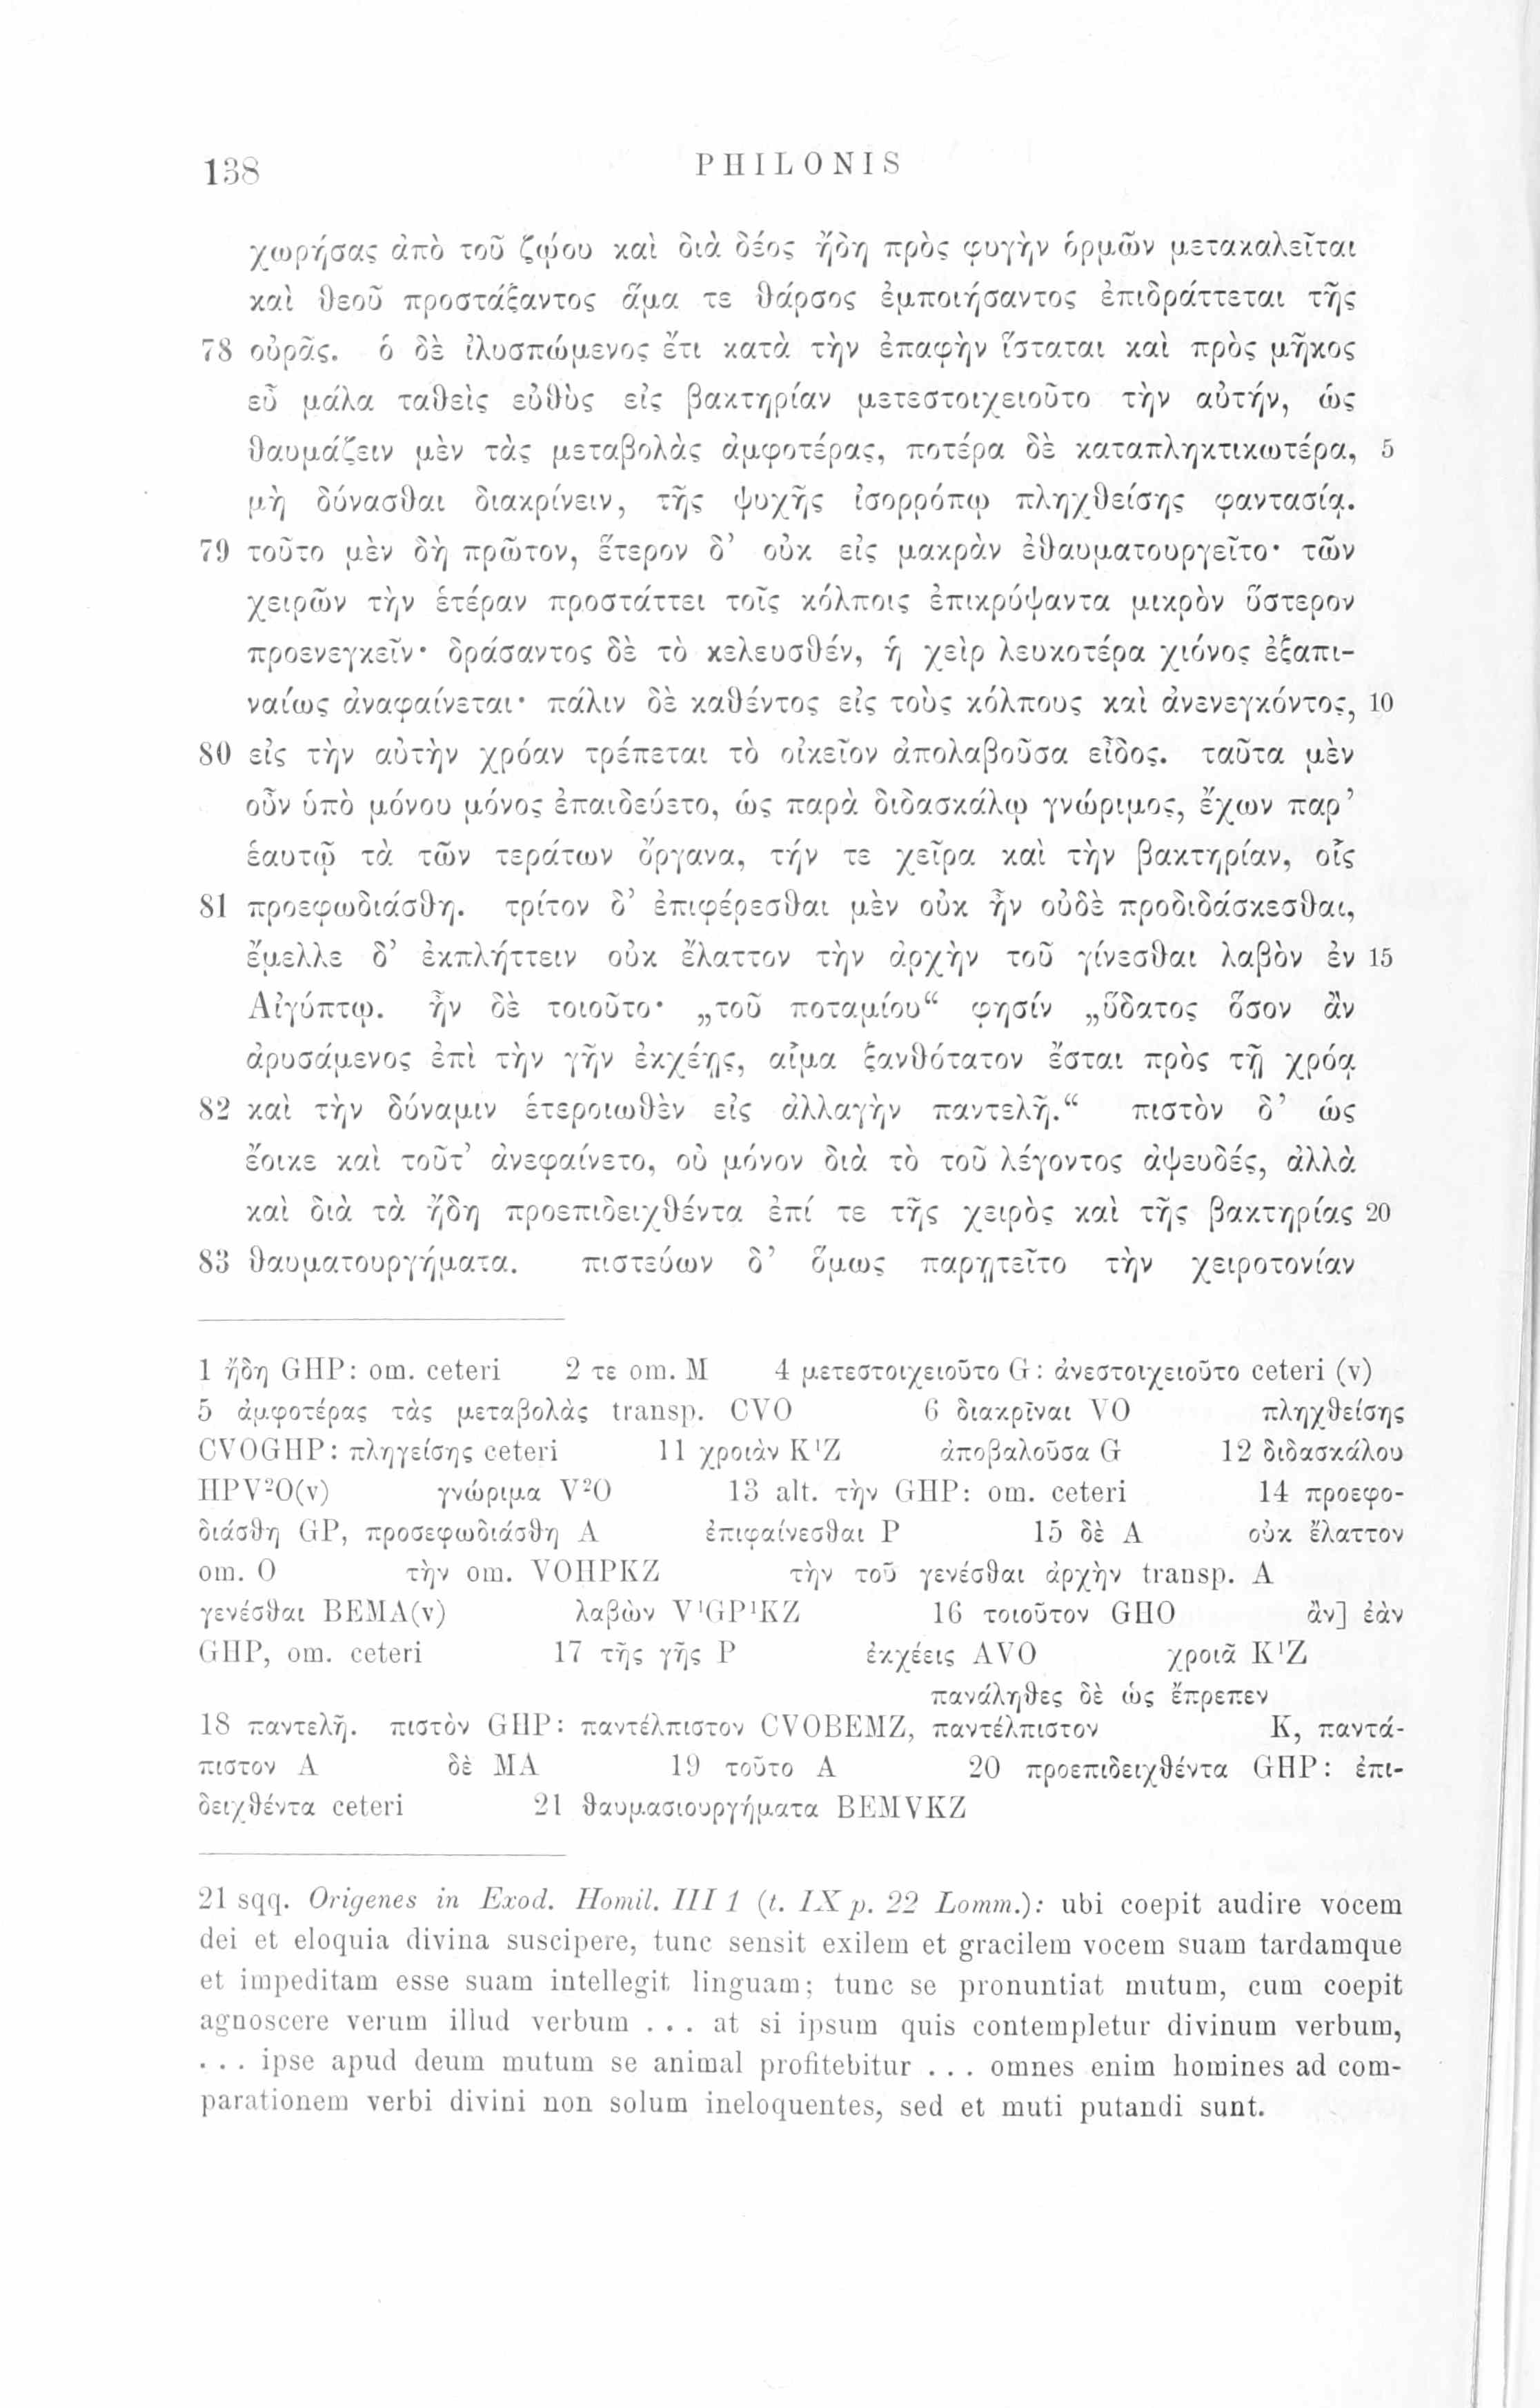 138
PHILONIS
χωρήσας ἀπὸ τοῦ ζῴου καὶ διὰ δέος ἤδη πρὸς φυγὴν ὁρμῶν μετακαλεῖται
καὶ θεοῦ προστάξαντος ἅμα τε θάρσος ἐμποιήσαντος ἐπιδράττεται τῆς
78 οὐρᾶς. ὁ δὲ ἰλυσπώμενος ἔτι κατὰ τὴν ἐπαφὴν ἵσταται καὶ πρὸς μῆκος
εὖ μάλα ταθεὶς εὐθὺς εἰς βακτηρίαν μετεστοιχειοῦτο τὴν αὐτήν, ὡς
θαυμάζειν μὲν τὰς μεταβολὰς ἀμφοτέρας, ποτέρα δὲ καταπληκτικωτέρα, 5
μὴ δύνασθαι διακρίνειν, τῆς ψυχῆς ἰσορρόπῳ πληχθείσης φαντασίᾳ.
79 τοῦτο μὲν δὴ πρῶτον, ἕτερον δ’ οὐκ εἰς μακρὰν ἐθαυματουργεῖτο· τῶν
χειρῶν τὴν ἑτέραν προστάττει τοῖς κόλποις ἐπικρύψαντα μικρὸν ὕστερον
προενεγκεῖν· δράσαντος δὲ τὸ κελευσθέν, ἡ χεὶρ λευκοτέρα χιόνος ἐξαπι-
ναίως ἀναφαίνεται· πάλιν δὲ καθέντος εἰς τοὺς κόλπους καὶ ἀνενεγκόντος, 10
80 εἰς τὴν αὐτὴν χρόαν τρέπεται τὸ οἰκεῖον ἀπολαβοῦσα εἶδος. ταῦτα μὲν
οὖν ὑπὸ μόνου μόνος ἐπαιδεύετο, ὡς παρὰ διδασκάλῳ γνώριμος, ἔχων παρ’
ἑαυτῷ τὰ τῶν τεράτων ὄργανα, τήν τε χεῖρα καὶ τὴν βακτηρίαν, οἷς
81 προεφωδιάσθη. τρίτον δ’ ἐπιφέρεσθαι μὲν οὐκ ἦν οὐδὲ προδιδάσκεσθαι,
ἔμελλε δ’ ἐκπλήττειν οὐκ ἔλαττον τὴν ἀρχὴν τοῦ γίνεσθαι λαβὸν ἐν 15
Αἰγύπτῳ. ἦν δὲ τοιοῦτο· „τοῦ ποταμίου“ φησίν „ὕδατος ὅσον ἂν
ἀρυσάμενος ἐπὶ τὴν γῆν ἐκχέῃς, αἷμα ξανθότατον ἔσται πρὸς τῇ χρόᾳ
82 καὶ τὴν δύναμιν ἑτεροιωθὲν εἰς ἀλλαγὴν παντελῆ.“ πιστὸν δ’ ὡς
ἔοικε καὶ τοῦτ’ ἀνεφαίνετο, οὐ μόνον διὰ τὸ τοῦ λέγοντος ἀψευδές, ἀλλὰ
καὶ διὰ τὰ ἤδη προεπιδειχθέντα ἐπί τε τῆς χειρὸς καὶ τῆς βακτηρίας 20
83 θαυματουργήματα. πιστεύων δ’ ὅμως παρῃτεῖτο τὴν χειροτονίαν
1 ἤδη GHP: om. ceteri 2 τε om. M 4 μετεστοιχειοῦτο G: ἀνεστοιχειοῦτο ceteri (v)
5 ἀμφοτέρας τὰς μεταβολὰς transp. CVO 6 διακρῖναι VO πληχθείσης
CVOGHP: πληγείσης ceteri 11 χροιὰν K¹Z ἀποβαλοῦσα G 12 διδασκάλου
HPV²O(v) γνώριμα V²O 13 alt. τὴν GHP: om. ceteri 14 προεφο-
διάσθη GP, προσεφωδιάσθη A ἐπιφαίνεσθαι P 15 δὲ A οὐκ ἔλαττον
om. O τὴν om. VOHPKZ τὴν τοῦ γενέσθαι ἀρχὴν transp. A
γενέσθαι BEMA(v) λαβὼν V¹GP¹KZ 16 τοιοῦτον GHO ἂν] ἐὰν
GHP, om. ceteri 17 τῆς γῆς P ἐκχέεις AVO χροιᾶ K¹Z
πανάληθες δὲ ὡς ἔπρεπεν
18 παντελῆ. πιστὸν GHP: παντέλπιστον CVOBEMZ, παντέλπιστον K, παντά-
πιστον A δὲ MA 19 τοῦτο A 20 προεπιδειχθέντα GHP: ἐπι-
δειχθέντα ceteri 21 θαυμασιουργήματα BEMVKZ
21 sqq. Origenes in Exod. Homil. III 1 (t. IX p. 22 Lomm.): ubi coepit audire vocem
dei et eloquia divina suscipere, tunc sensit exilem et gracilem vocem suam tardamque
et impeditam esse suam intellegit linguam; tunc se pronuntiat mutum, cum coepit
agnoscere verum illud verbum . . . at si ipsum quis contempletur divinum verbum,
. . . ipse apud deum mutum se animal profitebitur . . . omnes enim homines ad com-
parationem verbi divini non solum ineloquentes, sed et muti putandi sunt.